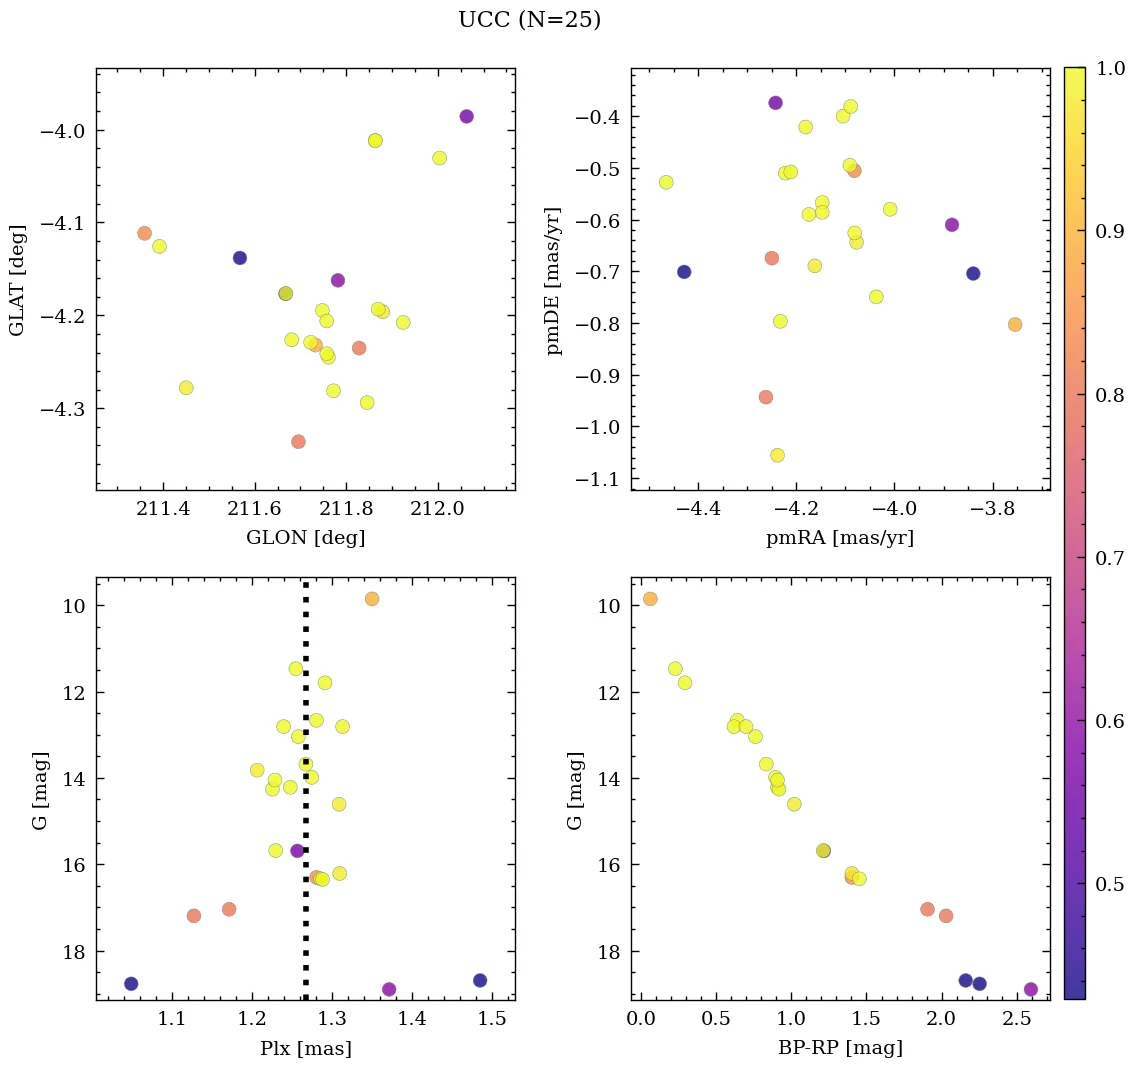 UCC (N=25)
−4.0
−4.1
−4.2
−4.3
GLAT [deg]
211.4 211.6 211.8 212.0
GLON [deg]
−0.4
−0.5
−0.6
−0.7
−0.8
−0.9
−1.0
−1.1
pmDE [mas/yr]
−4.4 −4.2 −4.0 −3.8
pmRA [mas/yr]
10
12
14
16
18
G [mag]
1.1 1.2 1.3 1.4 1.5
Plx [mas]
10
12
14
16
18
G [mag]
0.0 0.5 1.0 1.5 2.0 2.5
BP-RP [mag]
1.0
0.9
0.8
0.7
0.6
0.5